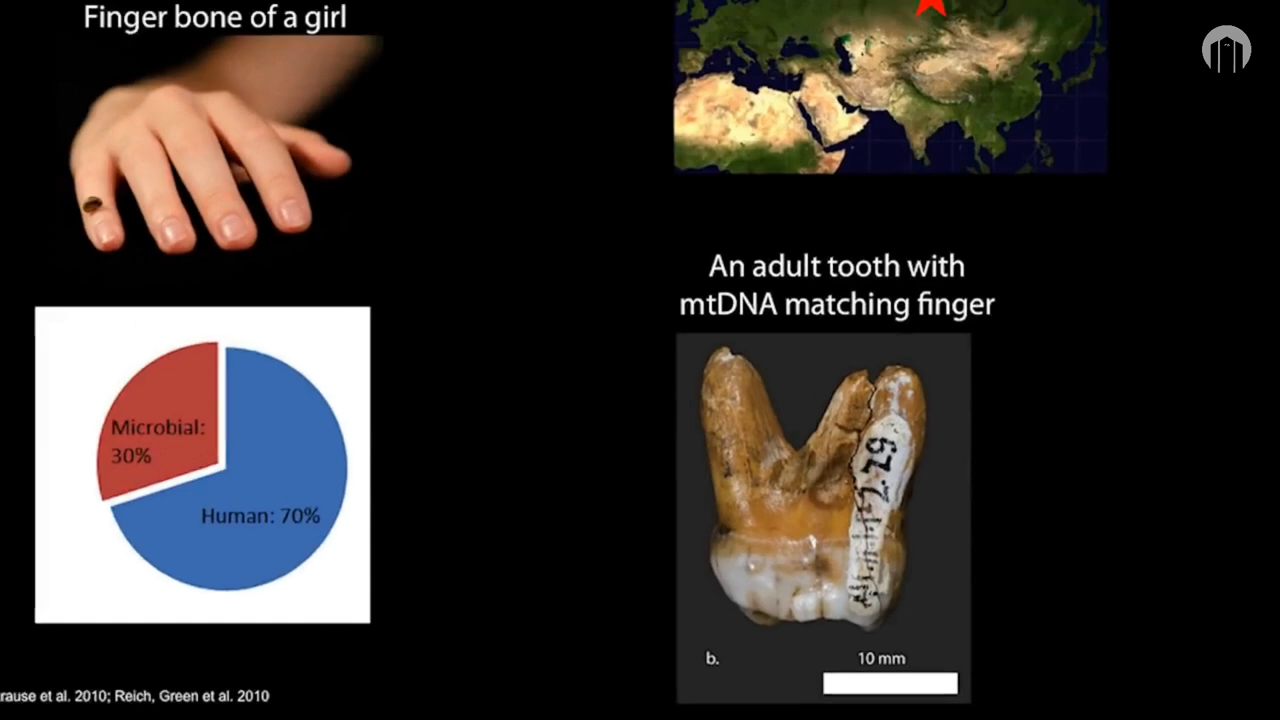 Finger bone of a girl
An adult tooth with
mtDNA matching finger
Microbial:
30%
Human: 70%
b.
10 mm
rause et al. 2010; Reich, Green et al. 2010